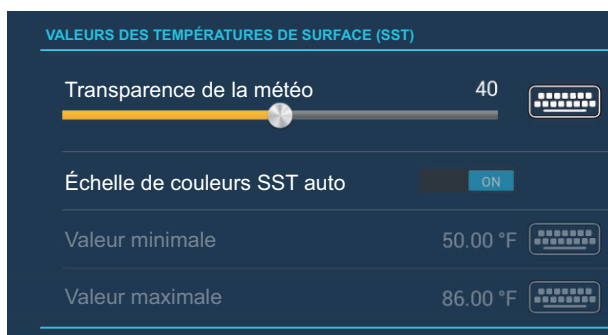 VALEURS DES TEMPÉRATURES DE SURFACE (SST)
Transparence de la météo 40
Échelle de couleurs SST auto ON
Valeur minimale 50.00 °F
Valeur maximale 86.00 °F